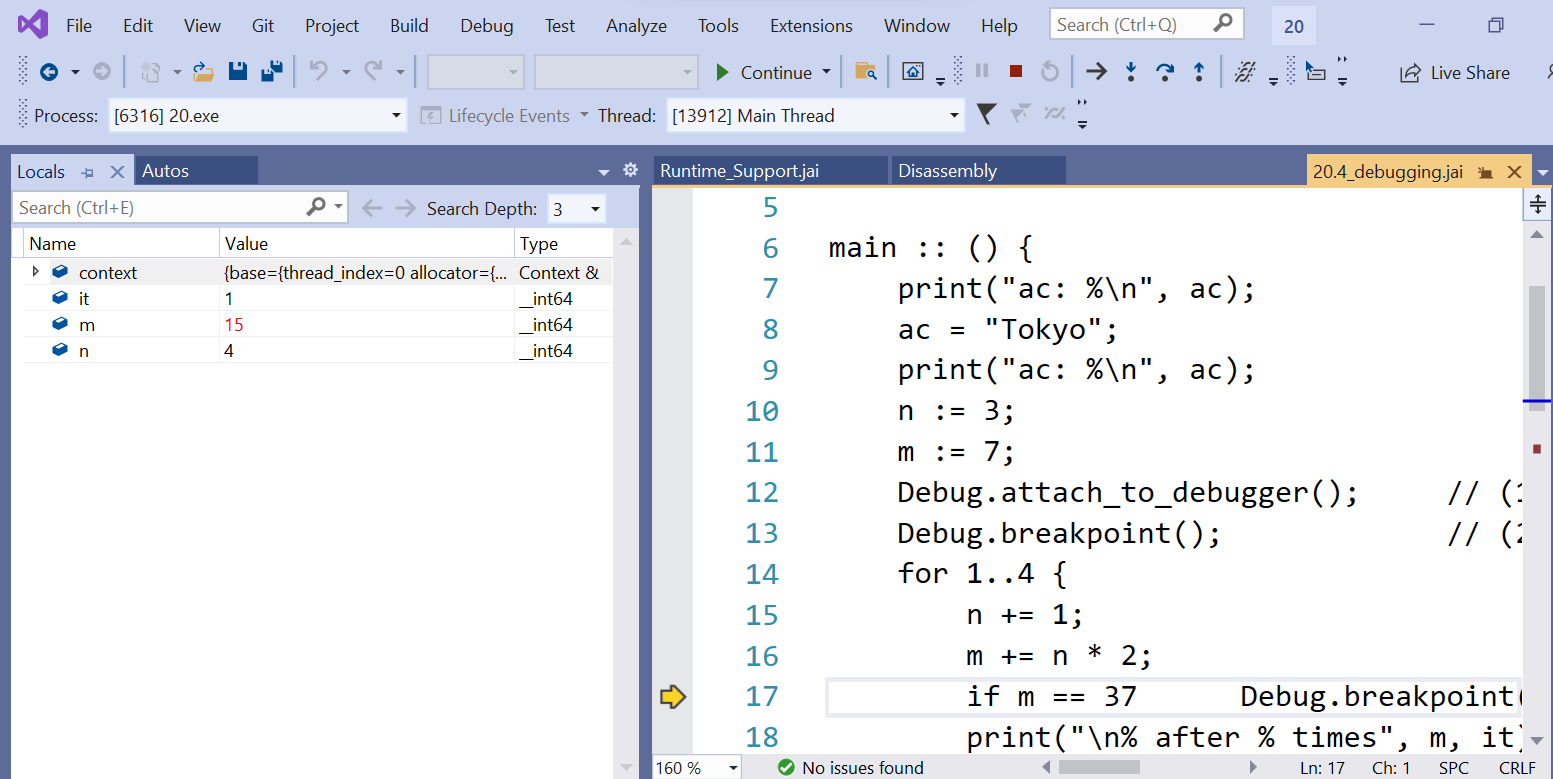 File Edit View Git Project Build Debug Test Analyze Tools Extensions Window Help Search (Ctrl+Q) 20
Continue Live Share
Process: [6316] 20.exe Lifecycle Events Thread: [13912] Main Thread
Locals Autos
Search (Ctrl+E) Search Depth: 3
Name Value Type
context {base={thread_index=0 allocator={... Context &
it 1 __int64
m 15 __int64
n 4 __int64
Runtime_Support.jai Disassembly 20.4_debugging.jai
5
6 main :: () {
7 print("ac: %\n", ac);
8 ac = "Tokyo";
9 print("ac: %\n", ac);
10 n := 3;
11 m := 7;
12 Debug.attach_to_debugger(); // (1
13 Debug.breakpoint(); // (2
14 for 1..4 {
15 n += 1;
16 m += n * 2;
17 if m == 37 Debug.breakpoint(
18 print("\n% after % times", m, it)
160 % No issues found Ln: 17 Ch: 1 SPC CRLF